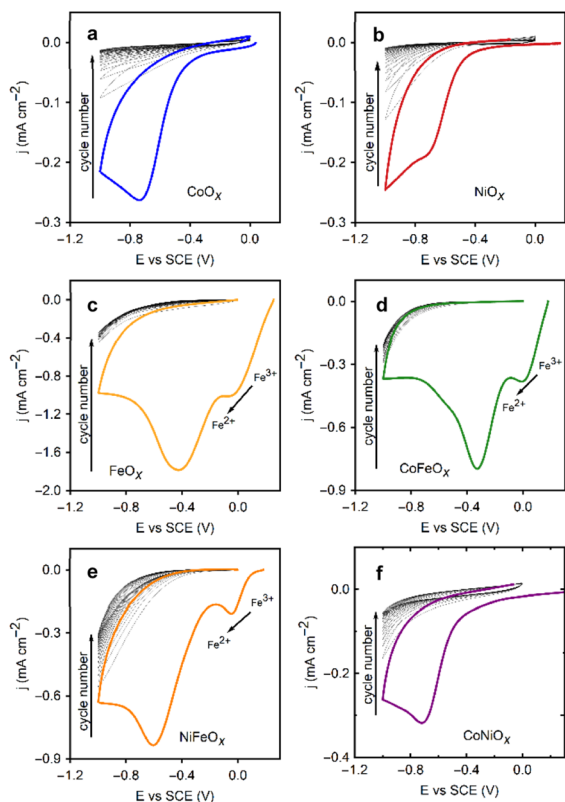 a
0.0
−0.1
−0.2
−0.3
j (mA cm⁻²)
cycle number
CoOₓ
−1.2 −0.8 −0.4 0.0
E vs SCE (V)
b
0.0
−0.1
−0.2
−0.3
j (mA cm⁻²)
cycle number
NiOₓ
−1.2 −0.8 −0.4 0.0
E vs SCE (V)
c
0.0
−0.4
−0.8
−1.2
−1.6
−2.0
j (mA cm⁻²)
cycle number
Fe³⁺
Fe²⁺
FeOₓ
−1.2 −0.8 −0.4 0.0
E vs SCE (V)
d
0.0
−0.3
−0.6
−0.9
j (mA cm⁻²)
cycle number
Fe³⁺
Fe²⁺
CoFeOₓ
−1.2 −0.8 −0.4 0.0
E vs SCE (V)
e
0.0
−0.3
−0.6
−0.9
j (mA cm⁻²)
cycle number
Fe³⁺
Fe²⁺
NiFeOₓ
−1.2 −0.8 −0.4 0.0
E vs SCE (V)
f
0.0
−0.2
−0.4
j (mA cm⁻²)
cycle number
CoNiOₓ
−1.2 −0.8 −0.4 0.0
E vs SCE (V)